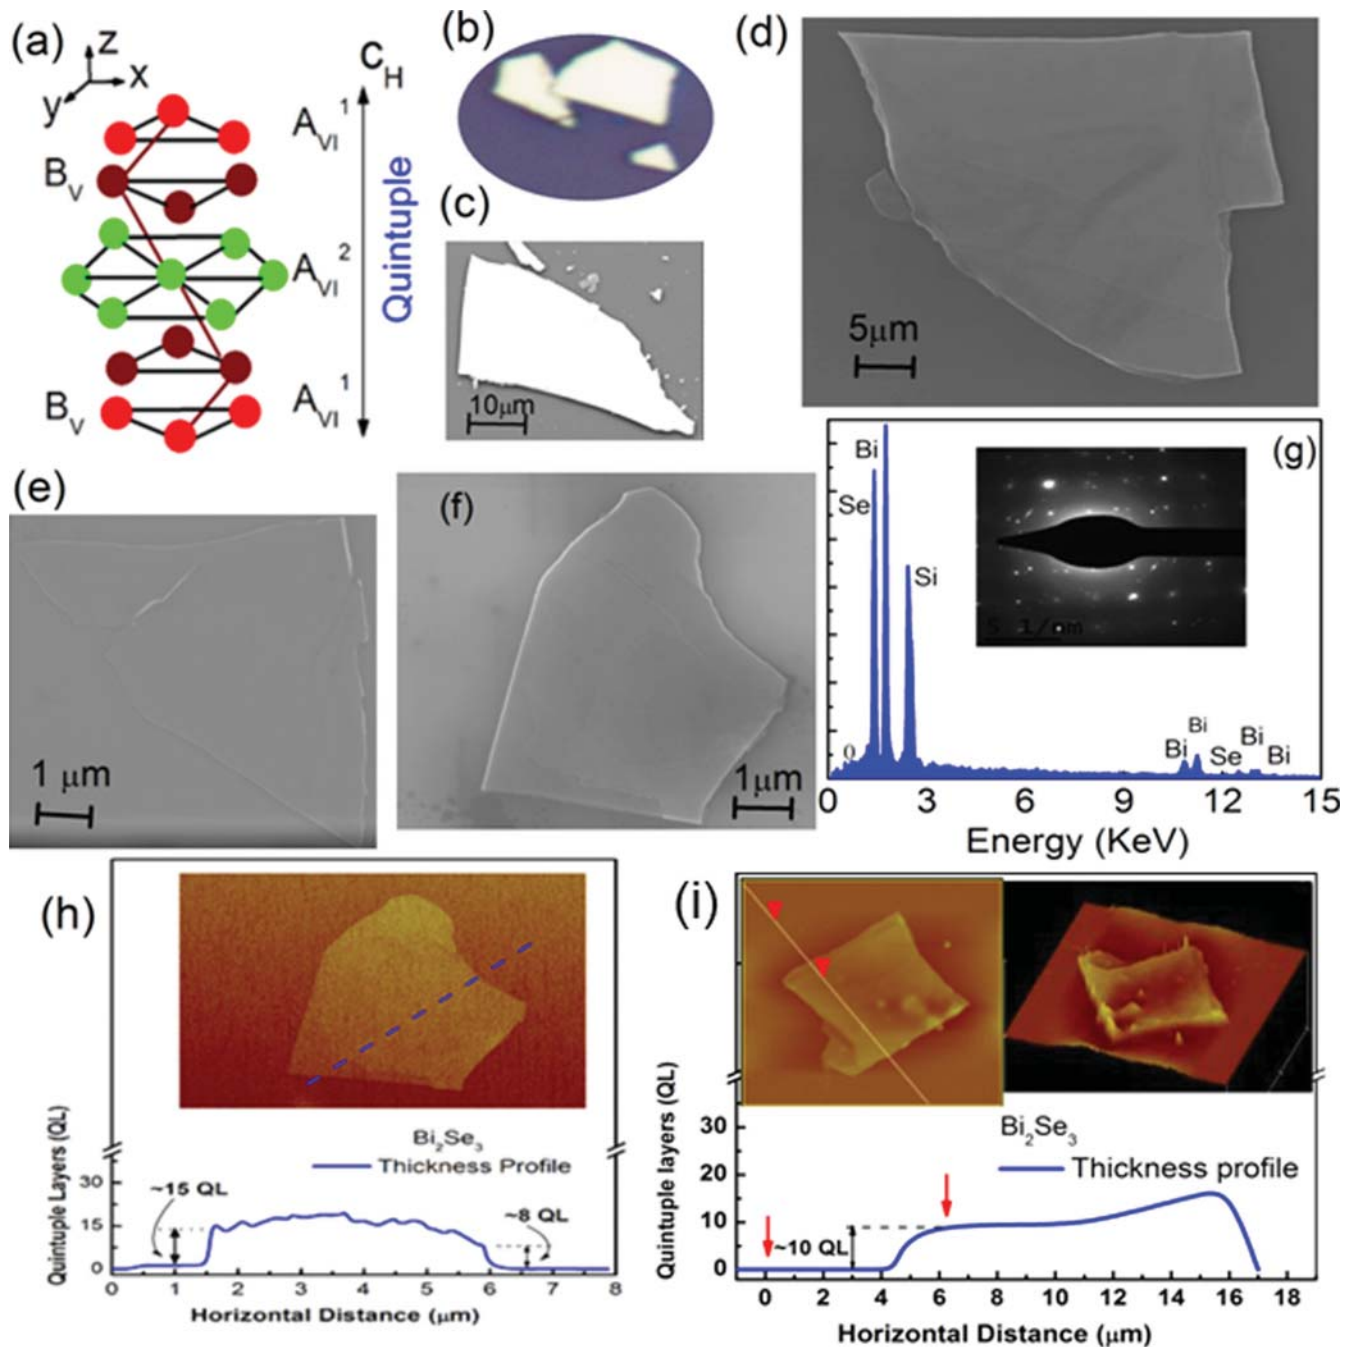 (a)
z
x
y
C_H
A_VI^1
B_V
A_VI^2
B_V
A_VI^1
Quintuple
(b)
(c)
10μm
(d)
5μm
(e)
1 μm
(f)
1μm
(g)
Bi
Se
Si
0
Bi
Bi
Se
Bi
Bi
5 1/nm
0 3 6 9 12 15
Energy (KeV)
(h)
Bi₂Se₃
Thickness Profile
~15 QL
~8 QL
Quintuple Layers (QL)
30
15
0
0 1 2 3 4 5 6 7 8
Horizontal Distance (μm)
(i)
Bi₂Se₃
Thickness profile
~10 QL
Quintuple layers (QL)
30
20
10
0
0 2 4 6 8 10 12 14 16 18
Horizontal Distance (μm)